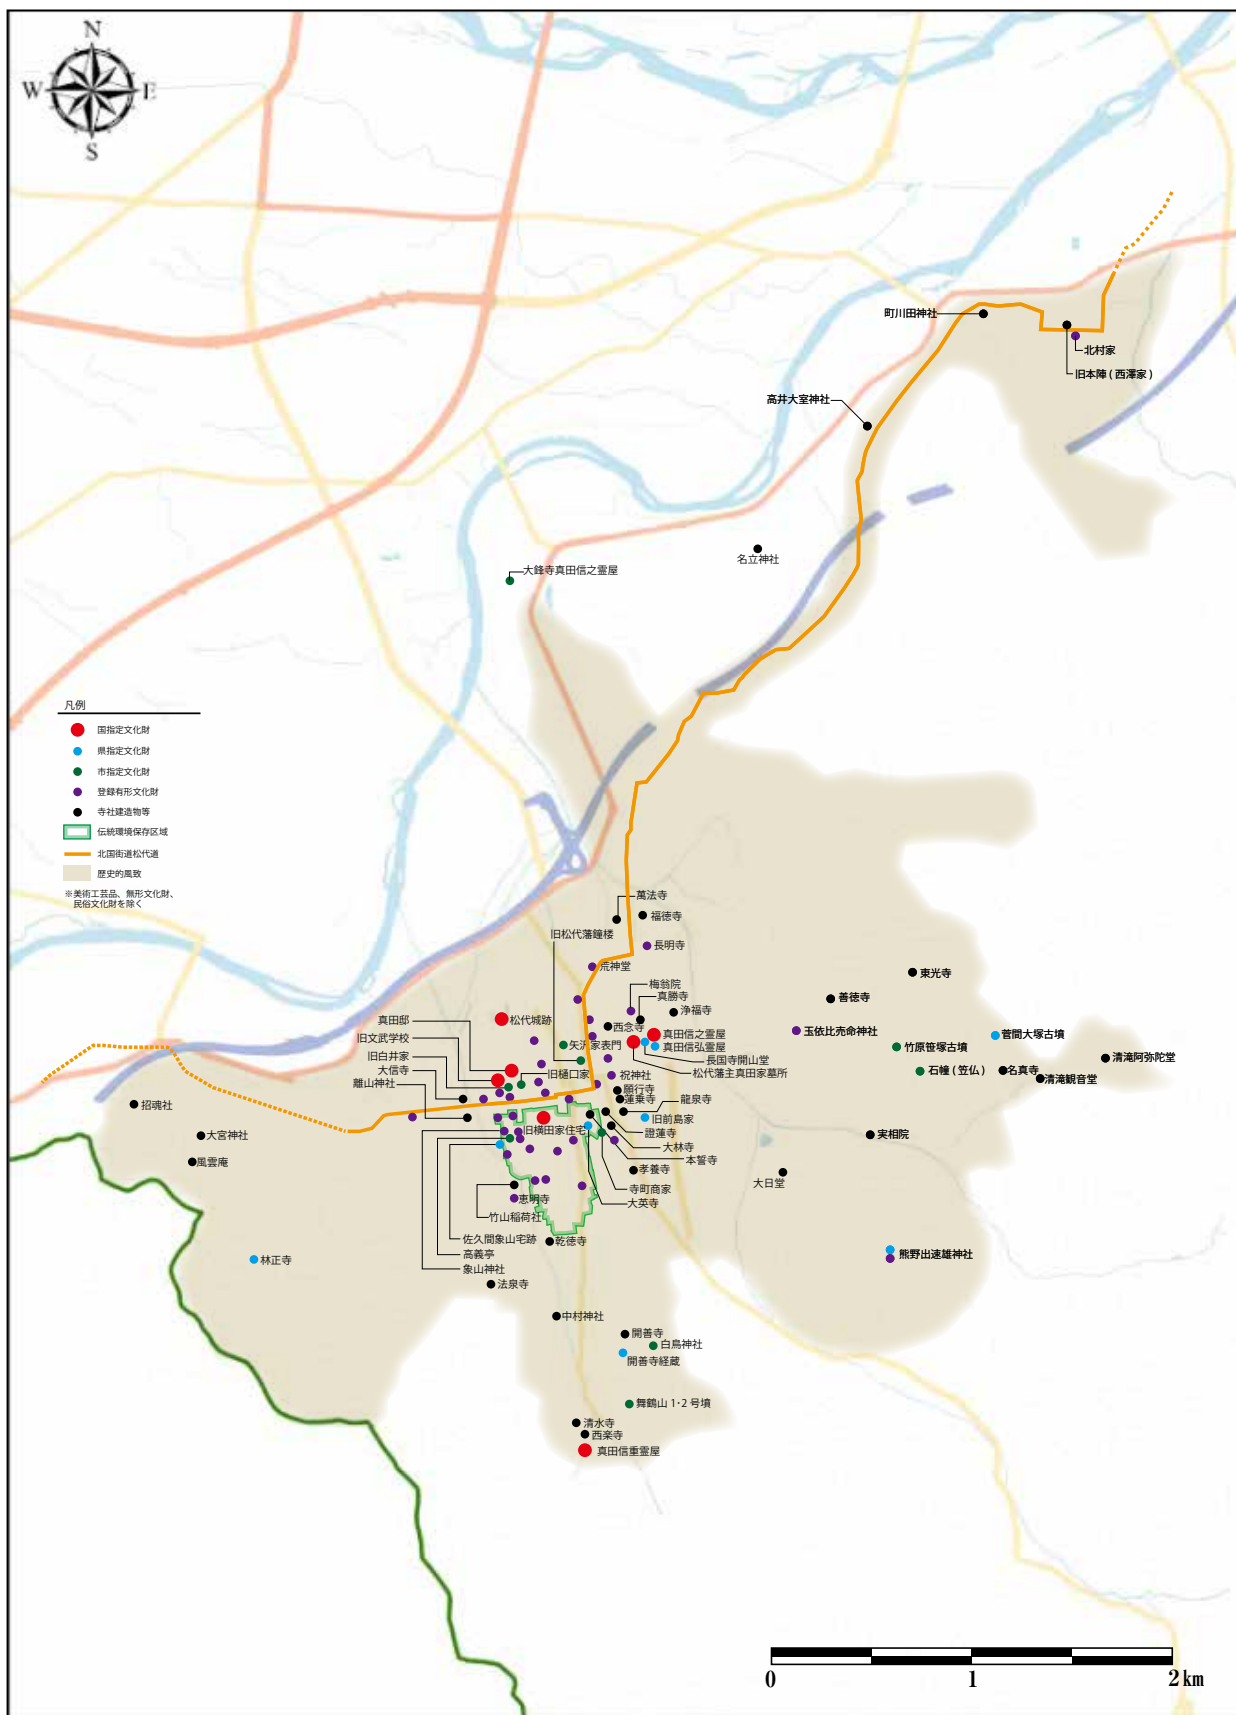 N
W
E
S
町川田神社
北村家
旧本陣 ( 西澤家 )
高井大室神社
名立神社
大鋒寺真田信之霊屋
凡例
国指定文化財
県指定文化財
市指定文化財
登録有形文化財
寺社建造物等
伝統環境保存区域
北国街道松代道
歴史的風致
※美術工芸品、無形文化財、
民俗文化財を除く
萬法寺
福徳寺
旧松代藩鐘楼
長明寺
荒神堂
東光寺
梅翁院
真勝寺
善徳寺
浄福寺
真田邸
松代城跡
西念寺
玉依比売命神社
旧文武学校
真田信之霊屋
菅間大塚古墳
矢沢家表門
真田信弘霊屋
竹原笹塚古墳
旧白井家
長国寺開山堂
清滝阿弥陀堂
大信寺
旧樋口家
祝神社
松代藩主真田家墓所
石幢 ( 笠仏 )
名真寺
清滝観音堂
離山神社
願行寺
蓮乗寺
龍泉寺
招魂社
旧前島家
旧横田家住宅
證蓮寺
大宮神社
実相院
大林寺
本誓寺
風雲庵
孝養寺
大日堂
寺町商家
恵明寺
大英寺
竹山稲荷社
佐久間象山宅跡
乾徳寺
高義亭
熊野出速雄神社
林正寺
象山神社
法泉寺
中村神社
開善寺
白鳥神社
開善寺経蔵
舞鶴山 1・2 号墳
清水寺
西楽寺
真田信重霊屋
0
1
2 km